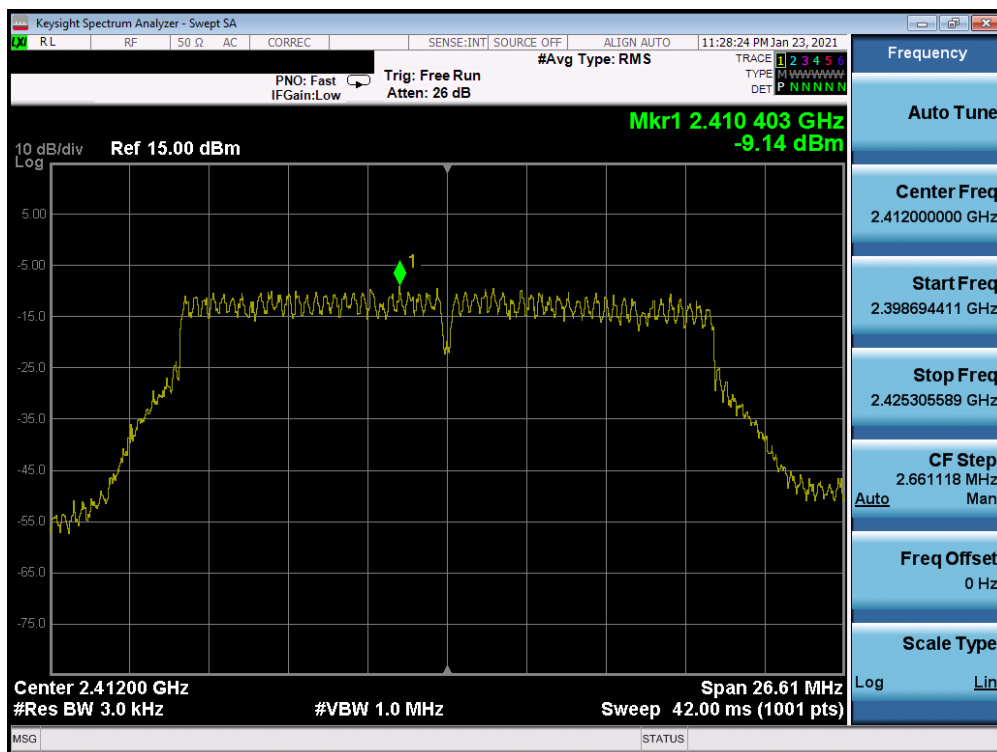 Keysight Spectrum Analyzer - Swept SA
LXI RL RF 50 Ω AC CORREC SENSE:INT SOURCE OFF ALIGN AUTO 11:28:24 PM Jan 23, 2021
PNO: Fast
IFGain:Low
Trig: Free Run
Atten: 26 dB
#Avg Type: RMS
TRACE 1 2 3 4 5 6
TYPE M W W W W W
DET P N N N N N
Mkr1 2.410 403 GHz
-9.14 dBm
10 dB/div Ref 15.00 dBm
Log
5.00
-5.00
-15.0
-25.0
-35.0
-45.0
-55.0
-65.0
-75.0
1
Center 2.41200 GHz Span 26.61 MHz
#Res BW 3.0 kHz #VBW 1.0 MHz Sweep 42.00 ms (1001 pts)
MSG STATUS
Frequency
Auto Tune
Center Freq
2.412000000 GHz
Start Freq
2.398694411 GHz
Stop Freq
2.425305589 GHz
CF Step
2.661118 MHz
Auto Man
Freq Offset
0 Hz
Scale Type
Log Lin